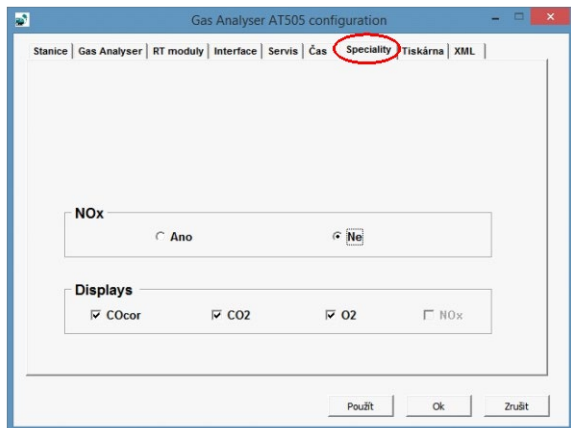 Gas Analyser AT505 configuration
Stanice Gas Analyser RT moduly Interface Servis Čas Speciality Tiskárna XML
NOx
Ano Ne
Displays
COcor CO2 O2 NOx
Použít Ok Zrušit